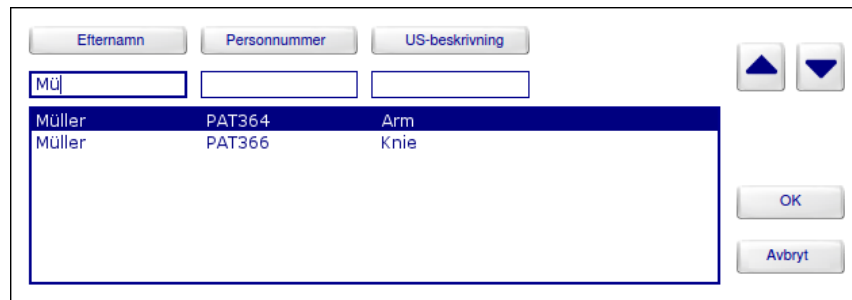 Efternamn Personnummer US-beskrivning
Mü
Müller PAT364 Arm
Müller PAT366 Knie
OK
Avbryt